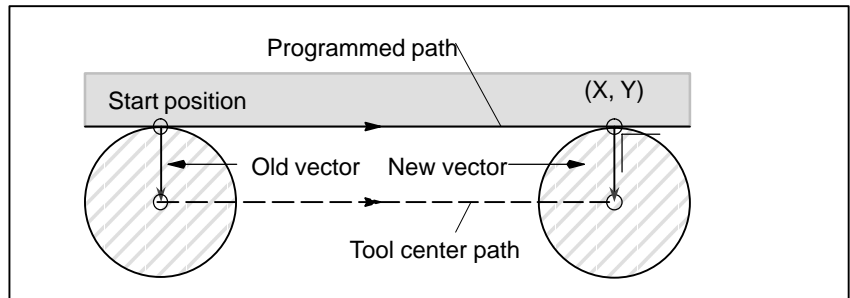 Programmed path
Start position
(X, Y)
Old vector
New vector
Tool center path